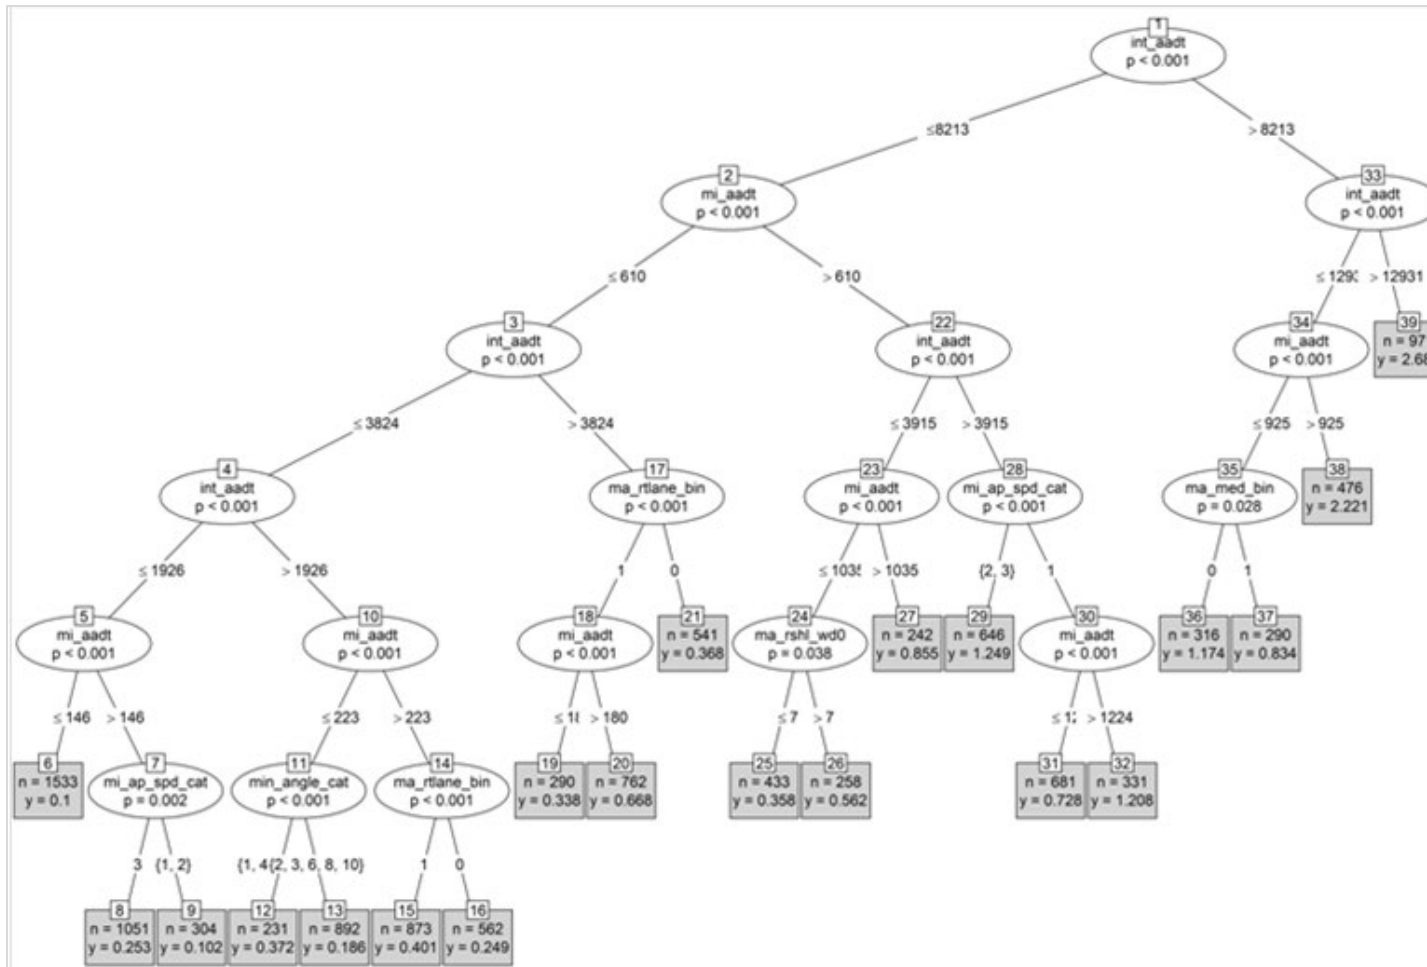 1
int_aadt
p < 0.001
≤8213
> 8213
2
mi_aadt
p < 0.001
33
int_aadt
p < 0.001
≤ 610
> 610
≤ 1293
> 12931
3
int_aadt
p < 0.001
22
int_aadt
p < 0.001
34
mi_aadt
p < 0.001
39
n = 97
y = 2.68
≤ 3824
> 3824
≤ 3915
> 3915
≤ 925
> 925
4
int_aadt
p < 0.001
17
ma_rtlane_bin
p < 0.001
23
mi_aadt
p < 0.001
28
mi_ap_spd_cat
p < 0.001
35
ma_med_bin
p = 0.028
38
n = 476
y = 2.221
≤ 1926
> 1926
1
0
≤ 1035
> 1035
{2, 3}
1
0
1
5
mi_aadt
p < 0.001
10
mi_aadt
p < 0.001
18
mi_aadt
p < 0.001
21
n = 541
y = 0.368
24
ma_rshl_wd0
p = 0.038
27
n = 242
y = 0.855
29
n = 646
y = 1.249
30
mi_aadt
p < 0.001
36
n = 316
y = 1.174
37
n = 290
y = 0.834
≤ 146
> 146
≤ 223
> 223
≤ 18
> 180
≤ 7
> 7
≤ 12
> 1224
6
n = 1533
y = 0.1
7
mi_ap_spd_cat
p = 0.002
11
min_angle_cat
p < 0.001
14
ma_rtlane_bin
p < 0.001
19
n = 290
y = 0.338
20
n = 762
y = 0.668
25
n = 433
y = 0.358
26
n = 258
y = 0.562
31
n = 681
y = 0.728
32
n = 331
y = 1.208
3
{1, 2}
{1, 4
{2, 3, 6, 8, 10}
1
0
8
n = 1051
y = 0.253
9
n = 304
y = 0.102
12
n = 231
y = 0.372
13
n = 892
y = 0.186
15
n = 873
y = 0.401
16
n = 562
y = 0.249